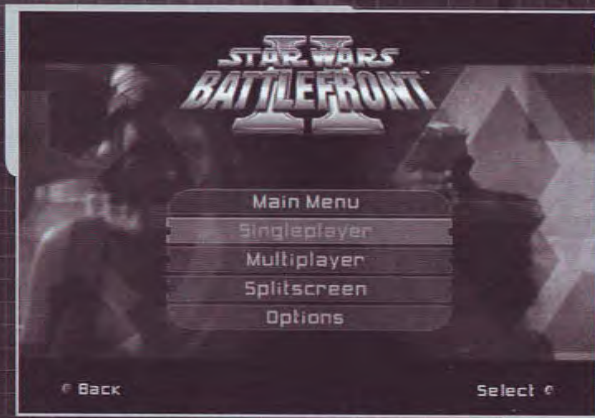 STAR WARS
BATTLEFRONT
II
Main Menu
Singleplayer
Multiplayer
Splitscreen
Options
Back
Select